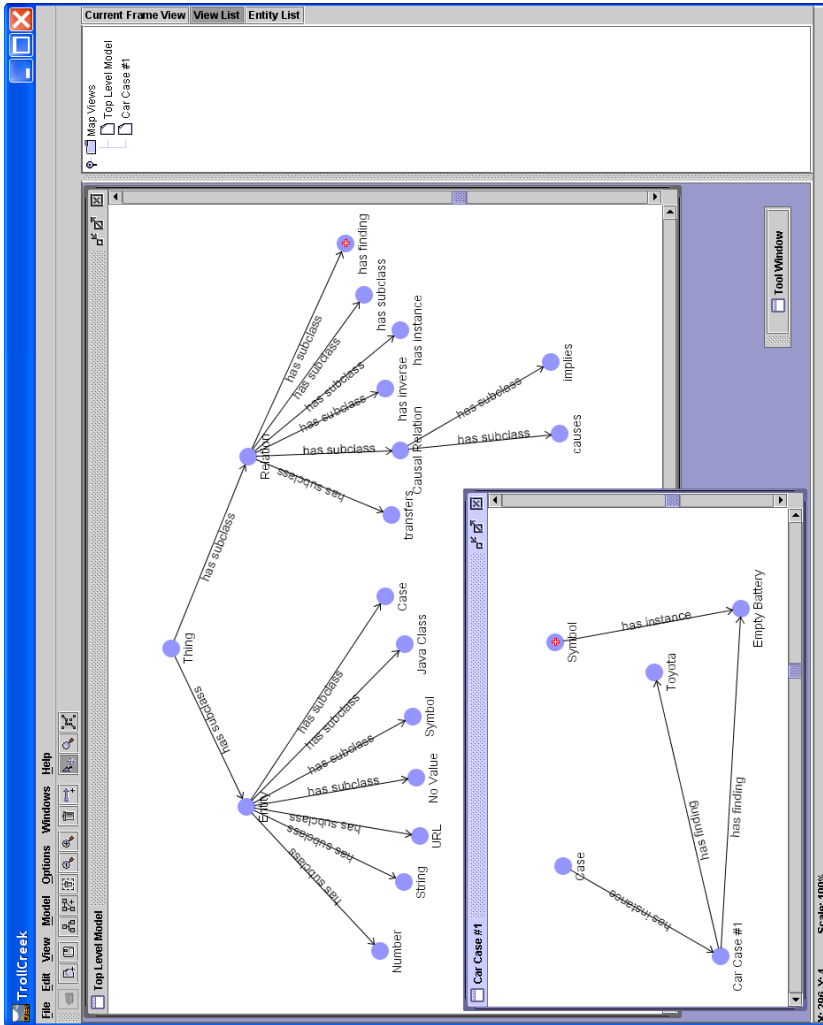 TrollCreek
File Edit View Model Options Windows Help
Top Level Model
Thing
has subclass
has subclass
Entity
Relation
has subclass
has subclass
has subclass
has subclass
has subclass
has subclass
has subclass
Number
String
URL
No Value
Symbol
Java Class
Case
has subclass
has subclass
has subclass
has subclass
has subclass
has subclass
transfers
Causal Relation
has inverse
has instance
has subclass
has finding
has subclass
has subclass
causes
implies
Car Case #1
Case
Symbol
has instance
has instance
Toyota
has finding
has finding
Car Case #1
Empty Battery
Tool Window
Current Frame View View List Entity List
Map Views
Top Level Model
Car Case #1
X: 296, Y: 4 Scale: 100%